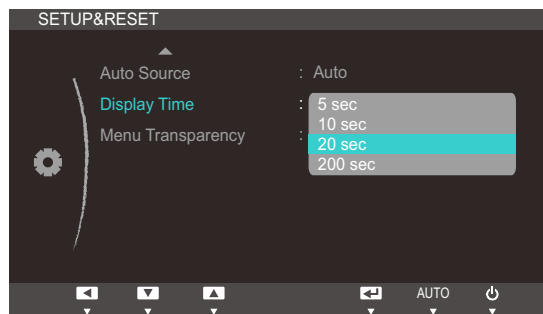 SETUP&RESET
Auto Source : Auto
Display Time :
5 sec
10 sec
Menu Transparency :
20 sec
200 sec
AUTO